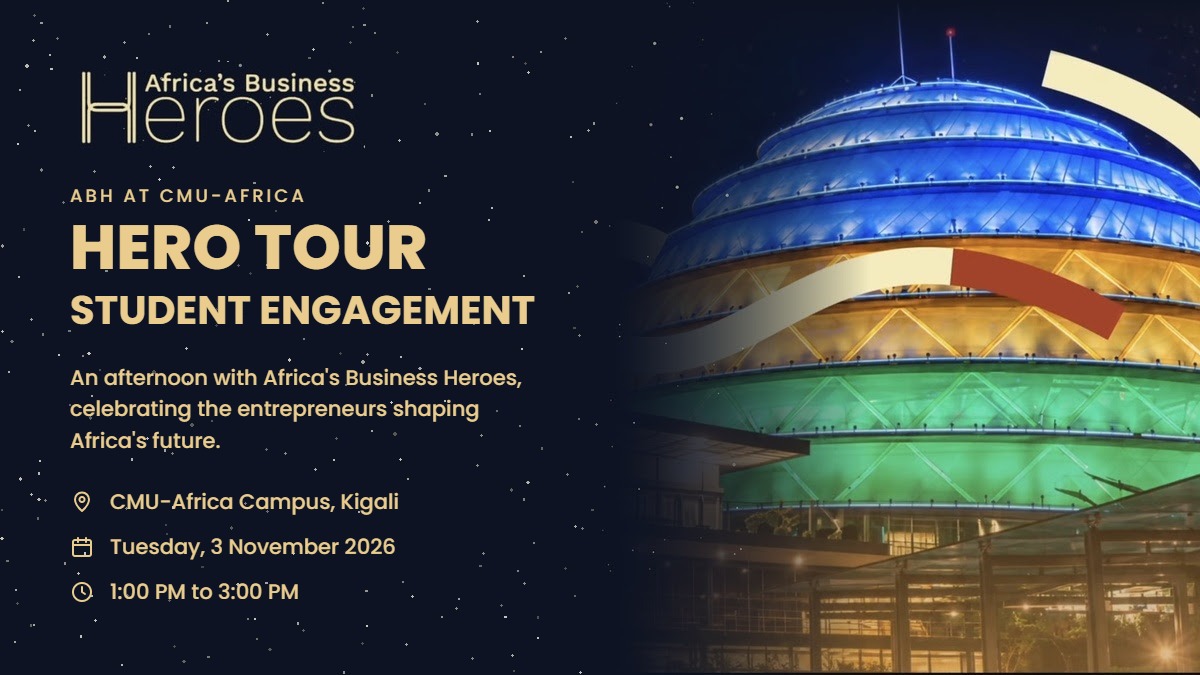 Africa's Business
Heroes
ABH AT CMU-AFRICA
HERO TOUR
STUDENT ENGAGEMENT
An afternoon with Africa's Business Heroes,
celebrating the entrepreneurs shaping
Africa's future.
CMU-Africa Campus, Kigali
Tuesday, 3 November 2026
1:00 PM to 3:00 PM